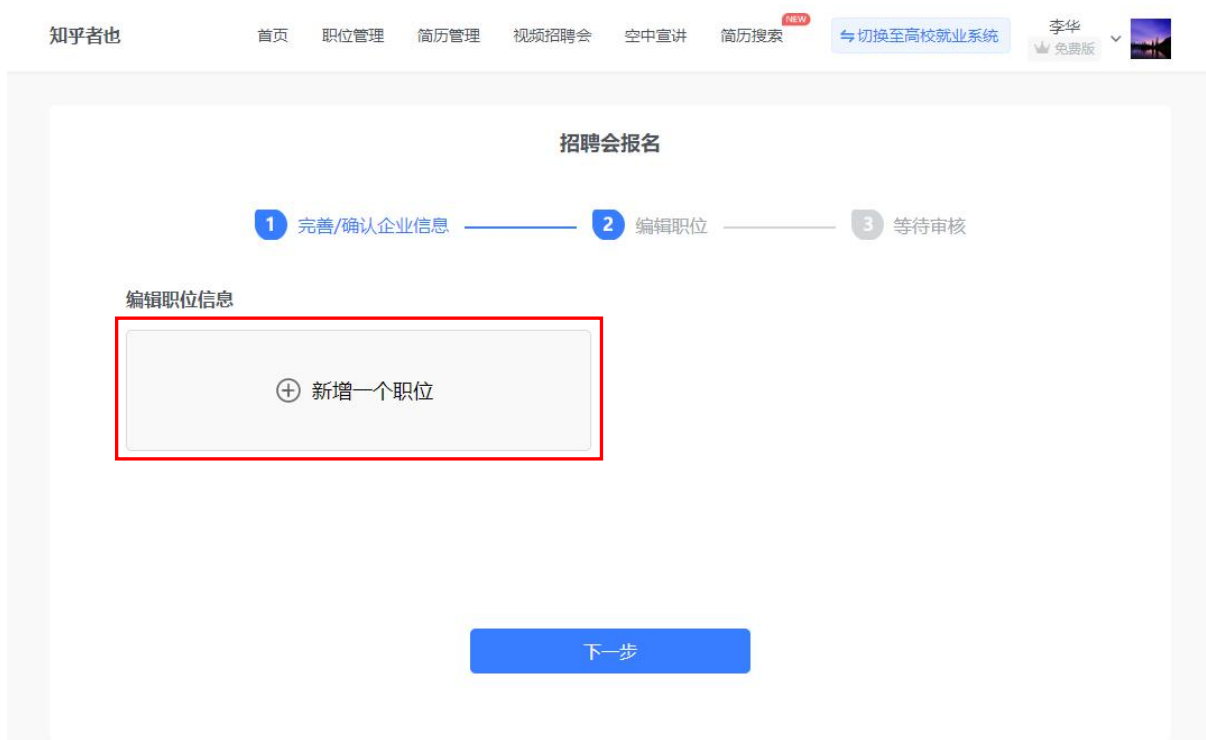 知乎者也 首页 职位管理 简历管理 视频招聘会 空中宣讲 简历搜索 NEW 切换至高校就业系统 李华
免费版
招聘会报名
1 完善/确认企业信息 2 编辑职位 3 等待审核
编辑职位信息
新增一个职位
下一步